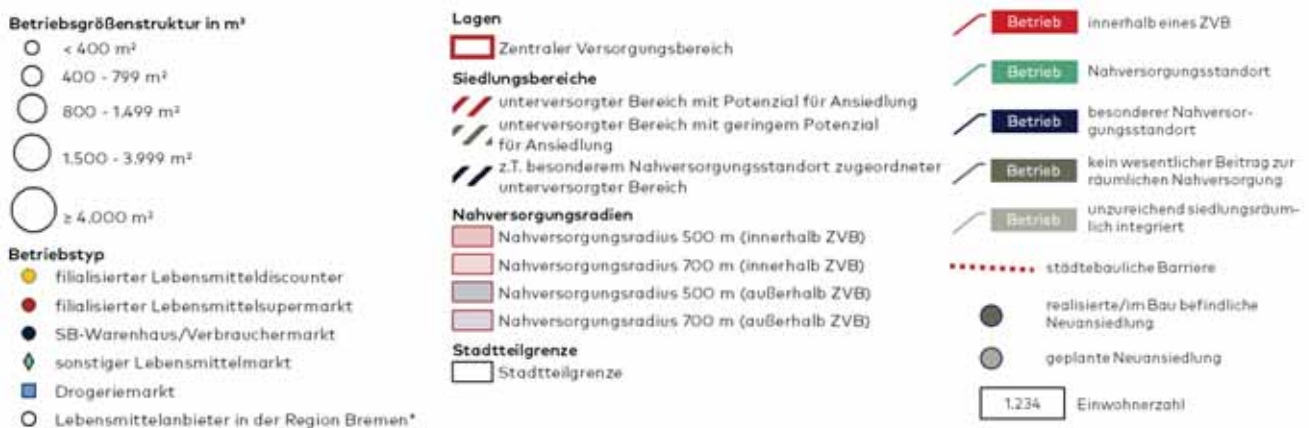 Betriebsgrößenstruktur in m²
< 400 m²
400 - 799 m²
800 - 1.499 m²
1.500 - 3.999 m²
≥ 4.000 m²
Betriebstyp
filialisierter Lebensmitteldiscounter
filialisierter Lebensmittelsupermarkt
SB-Warenhaus/Verbrauchermarkt
sonstiger Lebensmittelmarkt
Drogeriemarkt
Lebensmittelanbieter in der Region Bremen*
Lagen
Zentraler Versorgungsbereich
Siedlungsbereiche
unterversorgter Bereich mit Potenzial für Ansiedlung
unterversorgter Bereich mit geringem Potenzial
für Ansiedlung
z.T. besonderem Nahversorgungsstandort zugeordneter
unterversorgter Bereich
Nahversorgungsradien
Nahversorgungsradius 500 m (innerhalb ZVB)
Nahversorgungsradius 700 m (innerhalb ZVB)
Nahversorgungsradius 500 m (außerhalb ZVB)
Nahversorgungsradius 700 m (außerhalb ZVB)
Stadtteilgrenze
Stadtteilgrenze
Betrieb innerhalb eines ZVB
Betrieb Nahversorgungsstandort
Betrieb besonderer Nahversor-
gungsstandort
Betrieb kein wesentlicher Beitrag zur
räumlichen Nahversorgung
Betrieb unzureichend siedlungsräum-
lich integriert
städtebauliche Barriere
realisierte/im Bau befindliche
Neuansiedlung
geplante Neuansiedlung
1.234 Einwohnerzahl